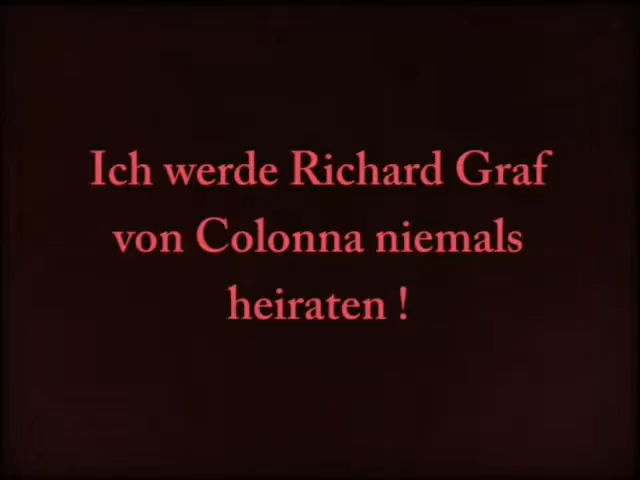 Ich werde Richard Graf
von Colonna niemals
heiraten !